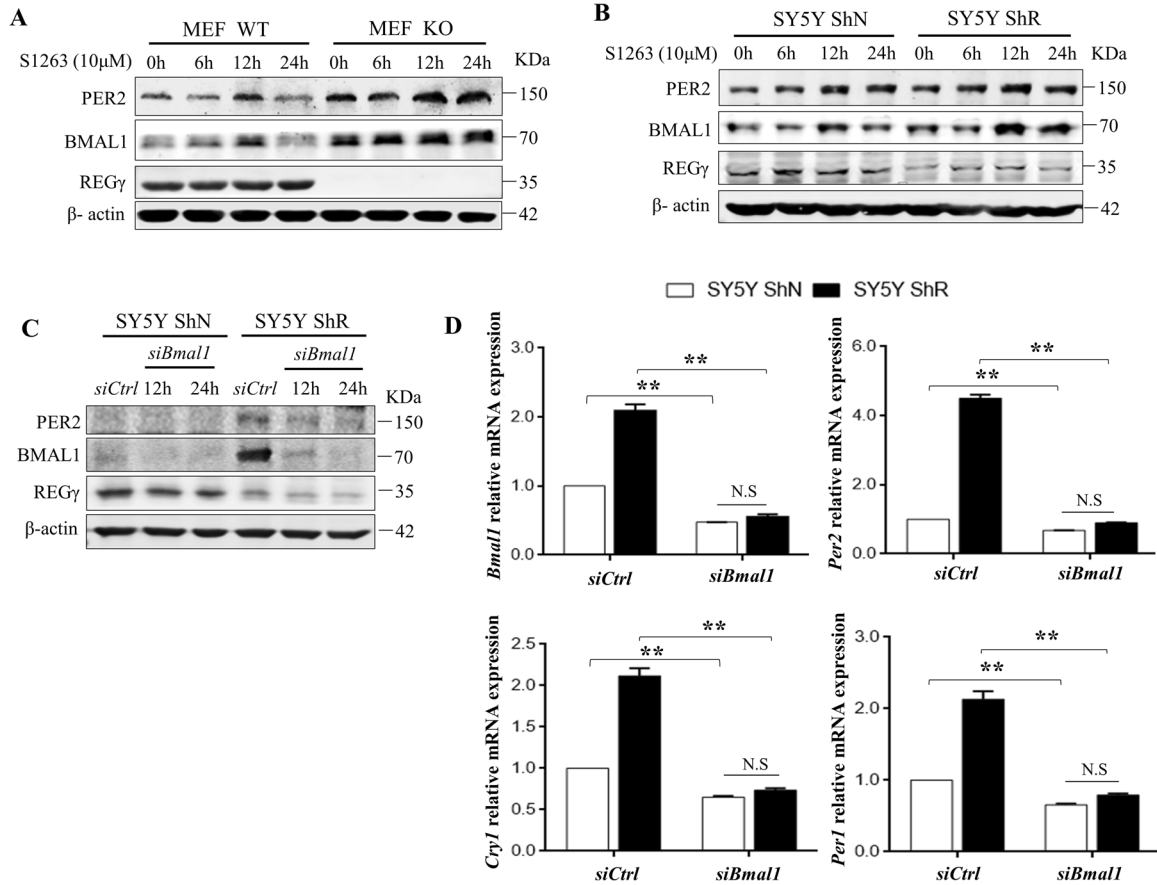 A
MEF WT MEF KO
S1263 (10μM) 0h 6h 12h 24h 0h 6h 12h 24h KDa
PER2 150
BMAL1 70
REGγ 35
β- actin 42
B
SY5Y ShN SY5Y ShR
S1263 (10μM) 0h 6h 12h 24h 0h 6h 12h 24h KDa
PER2 150
BMAL1 70
REGγ 35
β- actin 42
C
SY5Y ShN SY5Y ShR
siBmal1 siBmal1
siCtrl 12h 24h siCtrl 12h 24h KDa
PER2 150
BMAL1 70
REGγ 35
β-actin 42
D
SY5Y ShN SY5Y ShR
Bmal1 relative mRNA expression
3.0
2.0
1.0
0.0
**
**
N.S
siCtrl siBmal1
Per2 relative mRNA expression
6.0
4.0
2.0
0.0
**
**
N.S
siCtrl siBmal1
Cry1 relative mRNA expression
2.5
2.0
1.5
1.0
0.5
0.0
**
**
N.S
siCtrl siBmal1
Per1 relative mRNA expression
3.0
2.0
1.0
0.0
**
**
N.S
siCtrl siBmal1